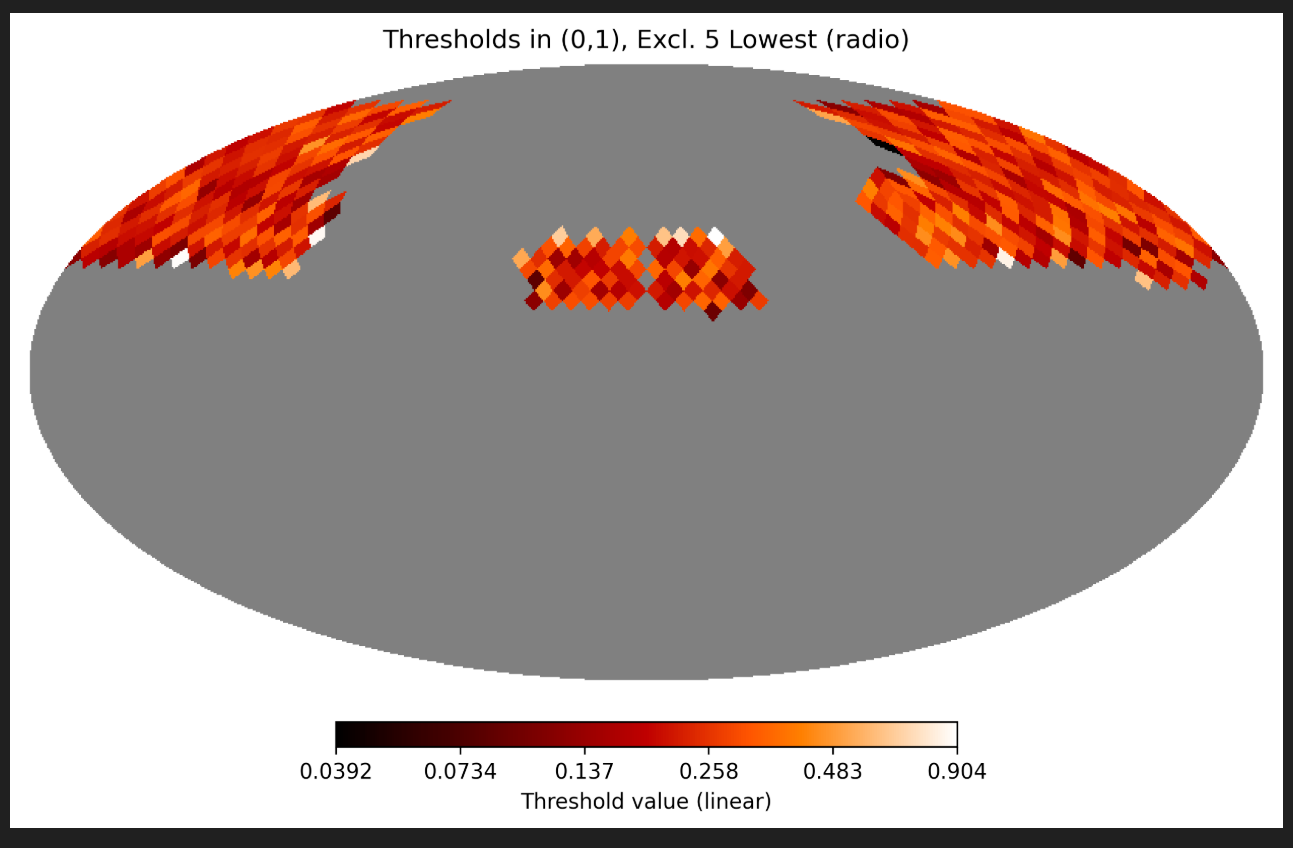 Thresholds in (0,1), Excl. 5 Lowest (radio)
0.0392 0.0734 0.137 0.258 0.483 0.904
Threshold value (linear)